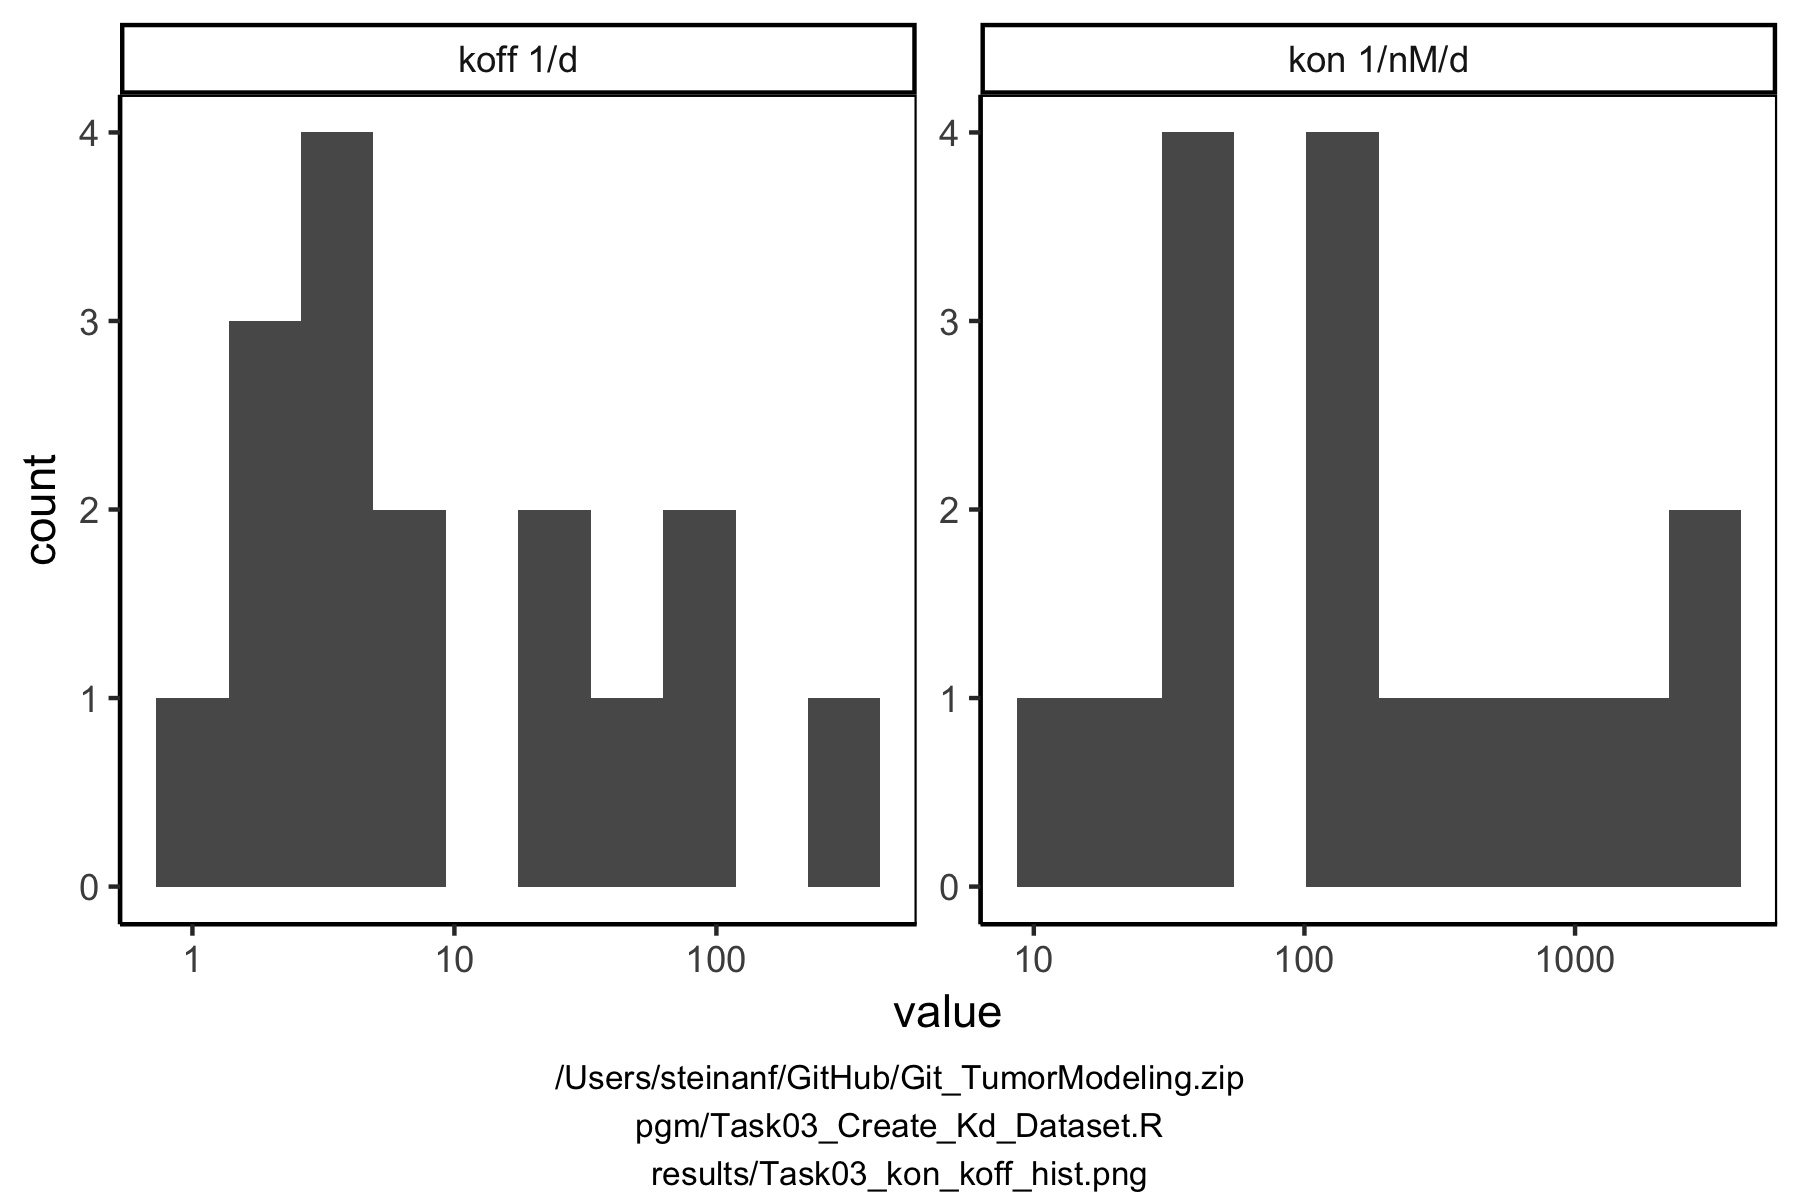 koff 1/d
kon 1/nM/d
count
4
3
2
1
0
4
3
2
1
0
1 10 100
10 100 1000
value
/Users/steinanf/GitHub/Git_TumorModeling.zip
pgm/Task03_Create_Kd_Dataset.R
results/Task03_kon_koff_hist.png